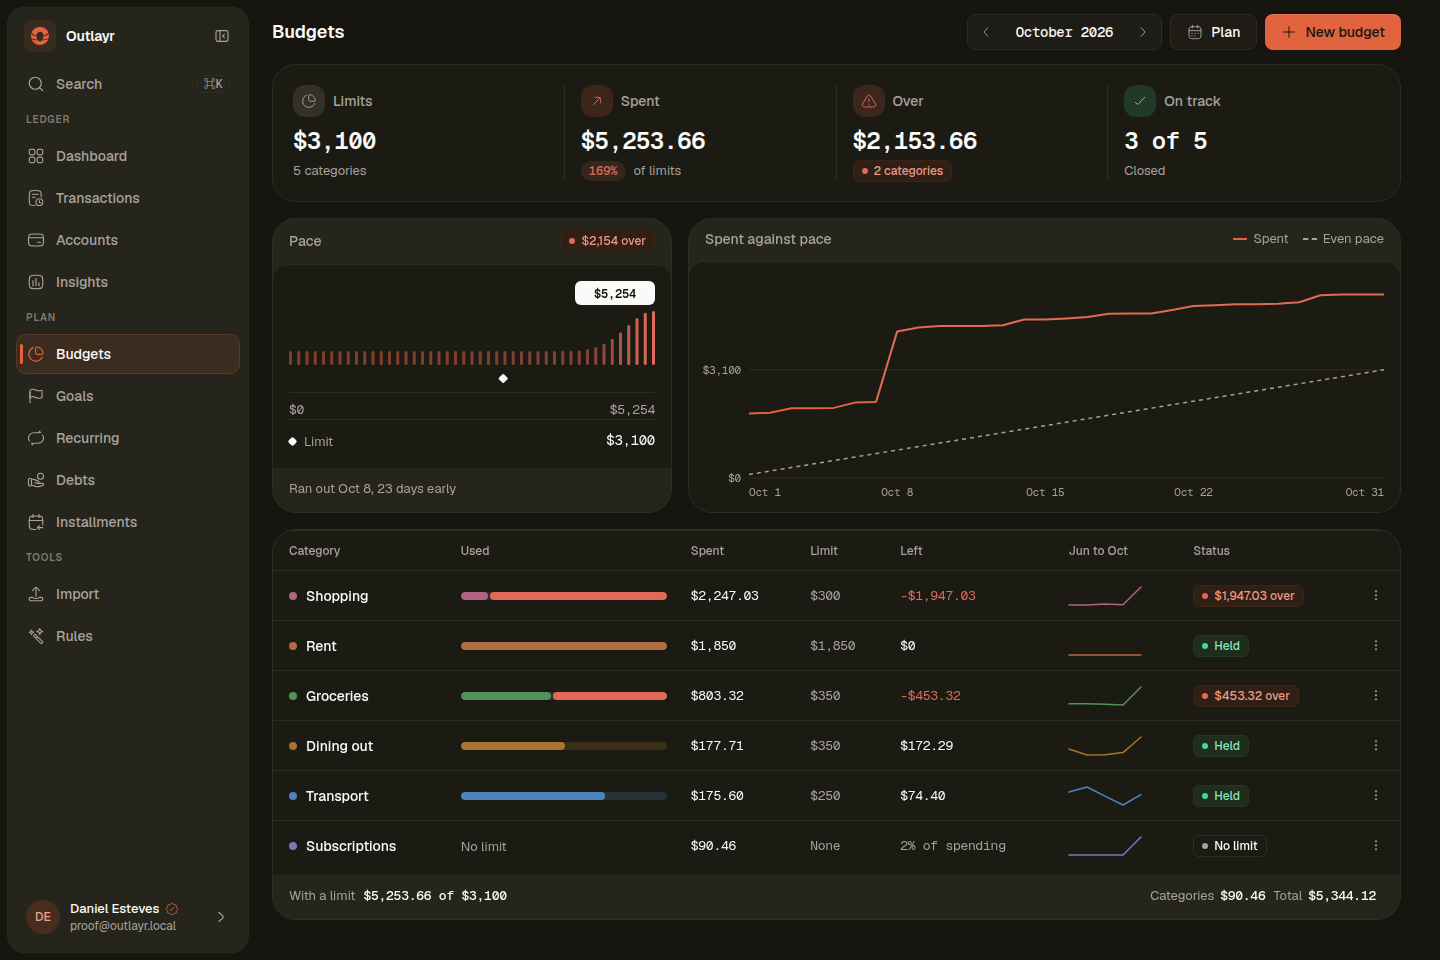 Outlayr
Search ⌘K
LEDGER
Dashboard
Transactions
Accounts
Insights
PLAN
Budgets
Goals
Recurring
Debts
Installments
TOOLS
Import
Rules
DE
Daniel Esteves
proof@outlayr.local
Budgets
October 2026
Plan
New budget
Limits
$3,100
5 categories
Spent
$5,253.66
169% of limits
Over
$2,153.66
2 categories
On track
3 of 5
Closed
Pace
$2,154 over
$5,254
$0 $5,254
Limit $3,100
Ran out Oct 8, 23 days early
Spent against pace
Spent Even pace
$3,100
$0
Oct 1 Oct 8 Oct 15 Oct 22 Oct 31
Category Used Spent Limit Left Jun to Oct Status
Shopping $2,247.03 $300 -$1,947.03 $1,947.03 over
Rent $1,850 $1,850 $0 Held
Groceries $803.32 $350 -$453.32 $453.32 over
Dining out $177.71 $350 $172.29 Held
Transport $175.60 $250 $74.40 Held
Subscriptions No limit $90.46 None 2% of spending No limit
With a limit $5,253.66 of $3,100 Categories $90.46 Total $5,344.12